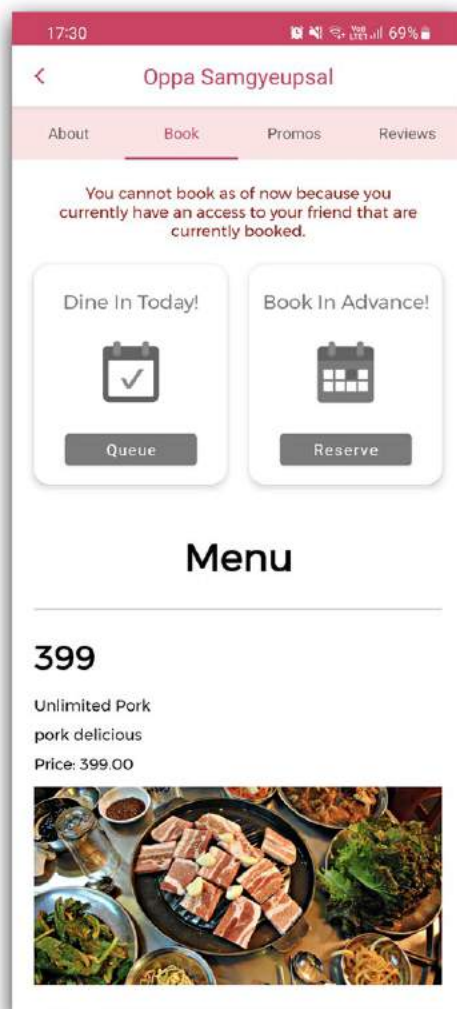 17:30 69%
Oppa Samgyeupsal
About Book Promos Reviews
You cannot book as of now because you
currently have an access to your friend that are
currently booked.
Dine In Today! Book In Advance!
Queue Reserve
Menu
399
Unlimited Pork
pork delicious
Price: 399.00